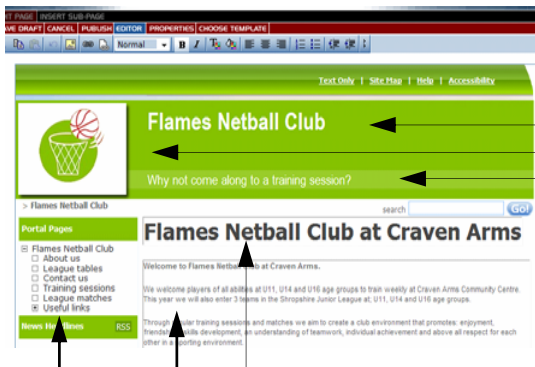 PAGE INSERT SUB-PAGE
VE DRAFT CANCEL PUBLISH EDITOR PROPERTIES CHOOSE TEMPLATE
Normal B I
Text Only | Site Map | Help | Accessibility
Flames Netball Club
Why not come along to a training session?
> Flames Netball Club
search Go!
Portal Pages
Flames Netball Club at Craven Arms
Flames Netball Club
About us
League tables
Contact us
Training sessions
League matches
Useful links
News Headlines RSS
Welcome to Flames Netball Club at Craven Arms.
We welcome players of all abilities at U11, U14 and U16 age groups to train weekly at Craven Arms Community Centre.
This year we will also enter 3 teams in the Shropshire Junior League at; U11, U14 and U16 age groups.
Through regular training sessions and matches we aim to create a club environment that promotes: enjoyment,
friendship, skills development, an understanding of teamwork, individual achievement and above all respect for each
other in a sporting environment.